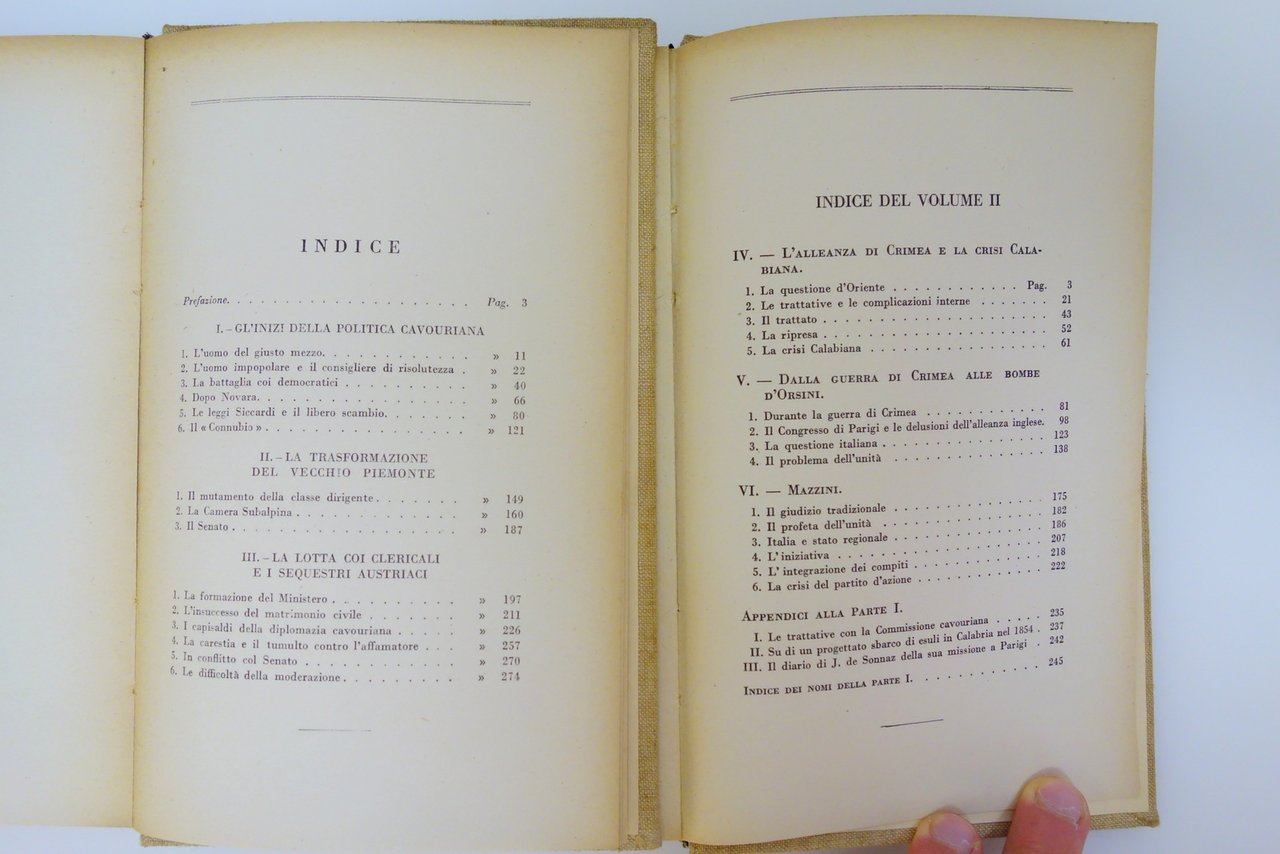 INDICE
Prefazione. . . . . . . . . . . . . . . . . . . Pag. 3
I. - GL'INIZI DELLA POLITICA CAVOURIANA
1. L'uomo del giusto mezzo. . . . . . . . . . . » 11
2. L'uomo impopolare e il consigliere di risolutezza . » 22
3. La battaglia coi democratici . . . . . . . . . . » 40
4. Dopo Novara. . . . . . . . . . . . . . . . . » 66
5. Le leggi Siccardi e il libero scambio. . . . . . . » 80
6. Il « Connubio » . . . . . . . . . . . . . . . . » 121
II. - LA TRASFORMAZIONE
DEL VECCHIO PIEMONTE
1. Il mutamento della classe dirigente . . . . . . . » 149
2. La Camera Subalpina . . . . . . . . . . . . . » 160
3. Il Senato . . . . . . . . . . . . . . . . . . » 187
III. - LA LOTTA COI CLERICALI
E I SEQUESTRI AUSTRIACI
1. La formazione del Ministero . . . . . . . . . . » 197
2. L'insuccesso del matrimonio civile . . . . . . . » 211
3. I capisaldi della diplomazia cavouriana . . . . . » 226
4. La carestia e il tumulto contro l'affamatore . . . » 257
5. In conflitto col Senato . . . . . . . . . . . . » 270
6. Le difficoltà della moderazione . . . . . . . . . » 274
INDICE DEL VOLUME II
IV. — L'ALLEANZA DI CRIMEA E LA CRISI CALA-
BIANA.
1. La questione d'Oriente . . . . . . . . . . . . Pag. 3
2. Le trattative e le complicazioni interne . . . . . . . 21
3. Il trattato . . . . . . . . . . . . . . . . . . . 43
4. La ripresa . . . . . . . . . . . . . . . . . . . 52
5. La crisi Calabiana . . . . . . . . . . . . . . . 61
V. — DALLA GUERRA DI CRIMEA ALLE BOMBE
D'ORSINI.
1. Durante la guerra di Crimea . . . . . . . . . . . 81
2. Il Congresso di Parigi e le delusioni dell'alleanza inglese. 98
3. La questione italiana . . . . . . . . . . . . . . 123
4. Il problema dell'unità . . . . . . . . . . . . . 138
VI. — MAZZINI.
1. Il giudizio tradizionale . . . . . . . . . . . . . 175
2. Il profeta dell'unità . . . . . . . . . . . . . . 182
3. Italia e stato regionale . . . . . . . . . . . . . 186
4. L'iniziativa . . . . . . . . . . . . . . . . . . 207
5. L'integrazione dei compiti . . . . . . . . . . . 218
6. La crisi del partito d'azione . . . . . . . . . . . 222
APPENDICI ALLA PARTE I.
I. Le trattative con la Commissione cavouriana . . . . . 235
II. Su di un progettato sbarco di esuli in Calabria nel 1854 . 237
III. Il diario di J. de Sonnaz della sua missione a Parigi . 242
INDICE DEI NOMI DELLA PARTE I. . . . . . . . . . . 245